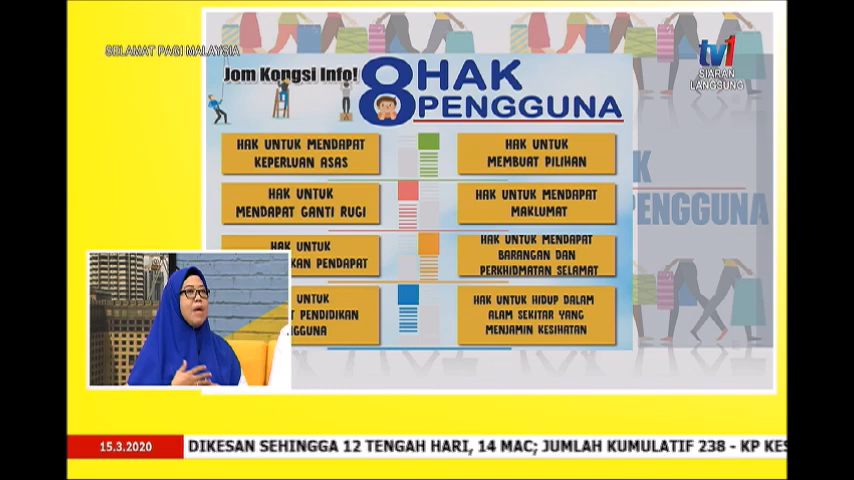 SELAMAT PAGI MALAYSIA
tv1
SIARAN
LANGSUNG
Jom Kongsi Info!
8 HAK
PENGGUNA
HAK UNTUK MENDAPAT
KEPERLUAN ASAS
HAK UNTUK
MEMBUAT PILIHAN
HAK UNTUK
MENDAPAT GANTI RUGI
HAK UNTUK MENDAPAT
MAKLUMAT
HAK UNTUK
KAN PENDAPAT
HAK UNTUK MENDAPAT
BARANGAN DAN
PERKHIDMATAN SELAMAT
UNTUK
PENDIDIKAN
GUNA
HAK UNTUK HIDUP DALAM
ALAM SEKITAR YANG
MENJAMIN KESIHATAN
K
PENGGUNA
15.3.2020
DIKESAN SEHINGGA 12 TENGAH HARI, 14 MAC; JUMLAH KUMULATIF 238 - KP KES